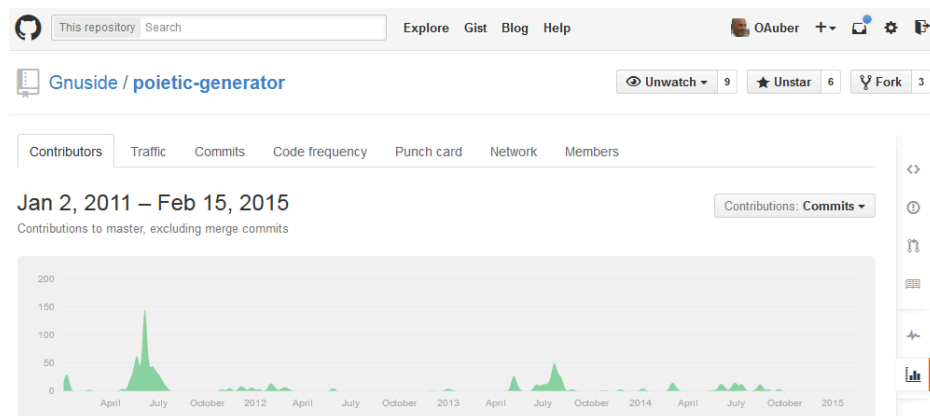 This repository Search Explore Gist Blog Help OAuber
Gnuside / poietic-generator Unwatch 9 Unstar 6 Fork 3
Contributors Traffic Commits Code frequency Punch card Network Members
Jan 2, 2011 – Feb 15, 2015 Contributions: Commits
Contributions to master, excluding merge commits
200
150
100
50
0
April July October 2012 April July October 2013 April July October 2014 April July October 2015